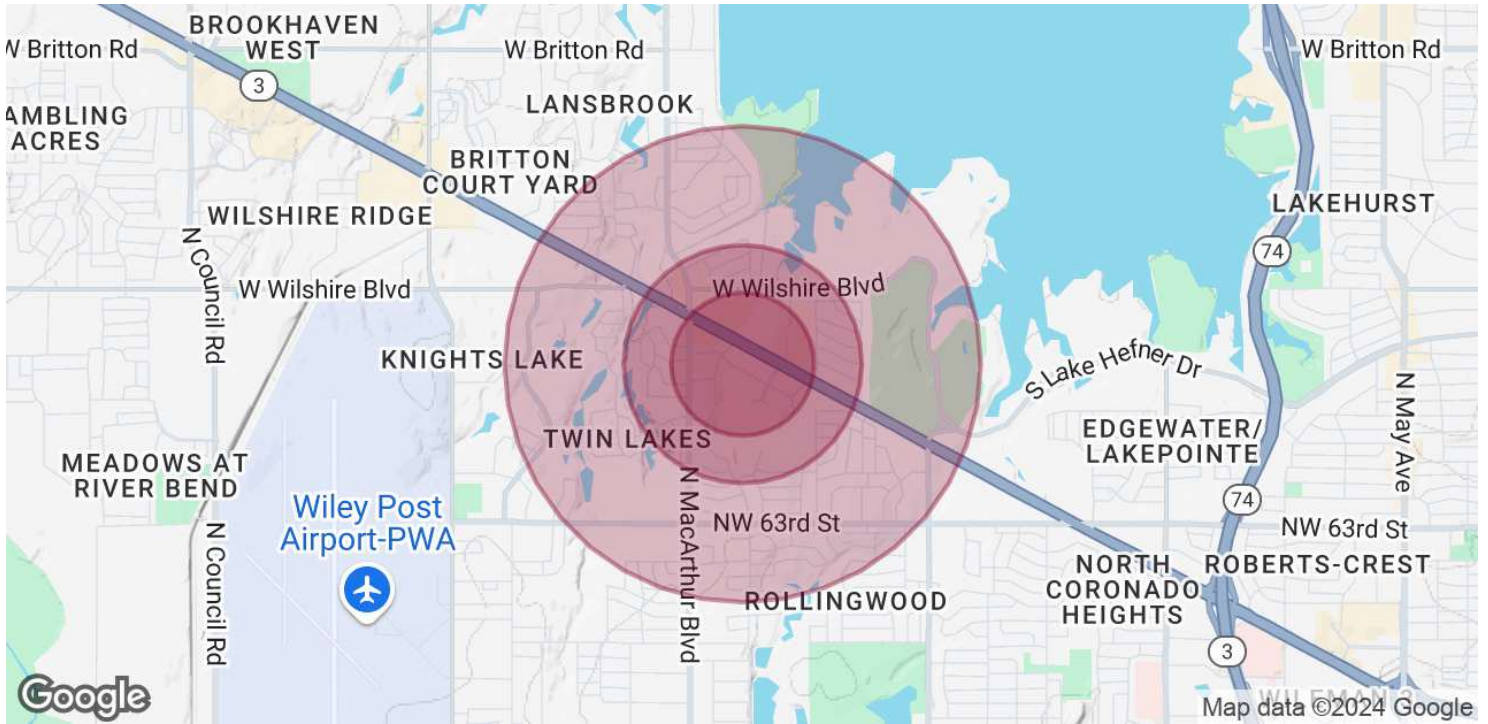 BROOKHAVEN
WEST
W Britton Rd
W Britton Rd
W Britton Rd
3
LANSBROOK
AMBLING
ACRES
BRITTON
COURT YARD
WILSHIRE RIDGE
LAKEHURST
N Council Rd
74
W Wilshire Blvd
W Wilshire Blvd
KNIGHTS LAKE
S Lake Hefner Dr
N May Ave
TWIN LAKES
EDGEWATER/
LAKEPOINTE
MEADOWS AT
RIVER BEND
N MacArthur Blvd
74
Wiley Post
Airport-PWA
N Council Rd
NW 63rd St
NW 63rd St
NORTH
CORONADO
HEIGHTS
ROBERTS-CREST
ROLLINGWOOD
3
Google
Map data ©2024 Google